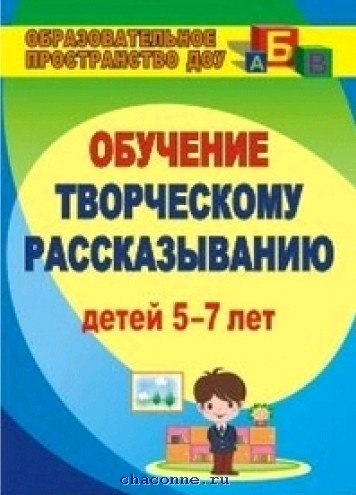 ОБРАЗОВАТЕЛЬНОЕ
ПРОСТРАНСТВО ДОУ
А Б В
ОБУЧЕНИЕ
ТВОРЧЕСКОМУ
РАССКАЗЫВАНИЮ
детей 5-7 лет
chaconne.ru